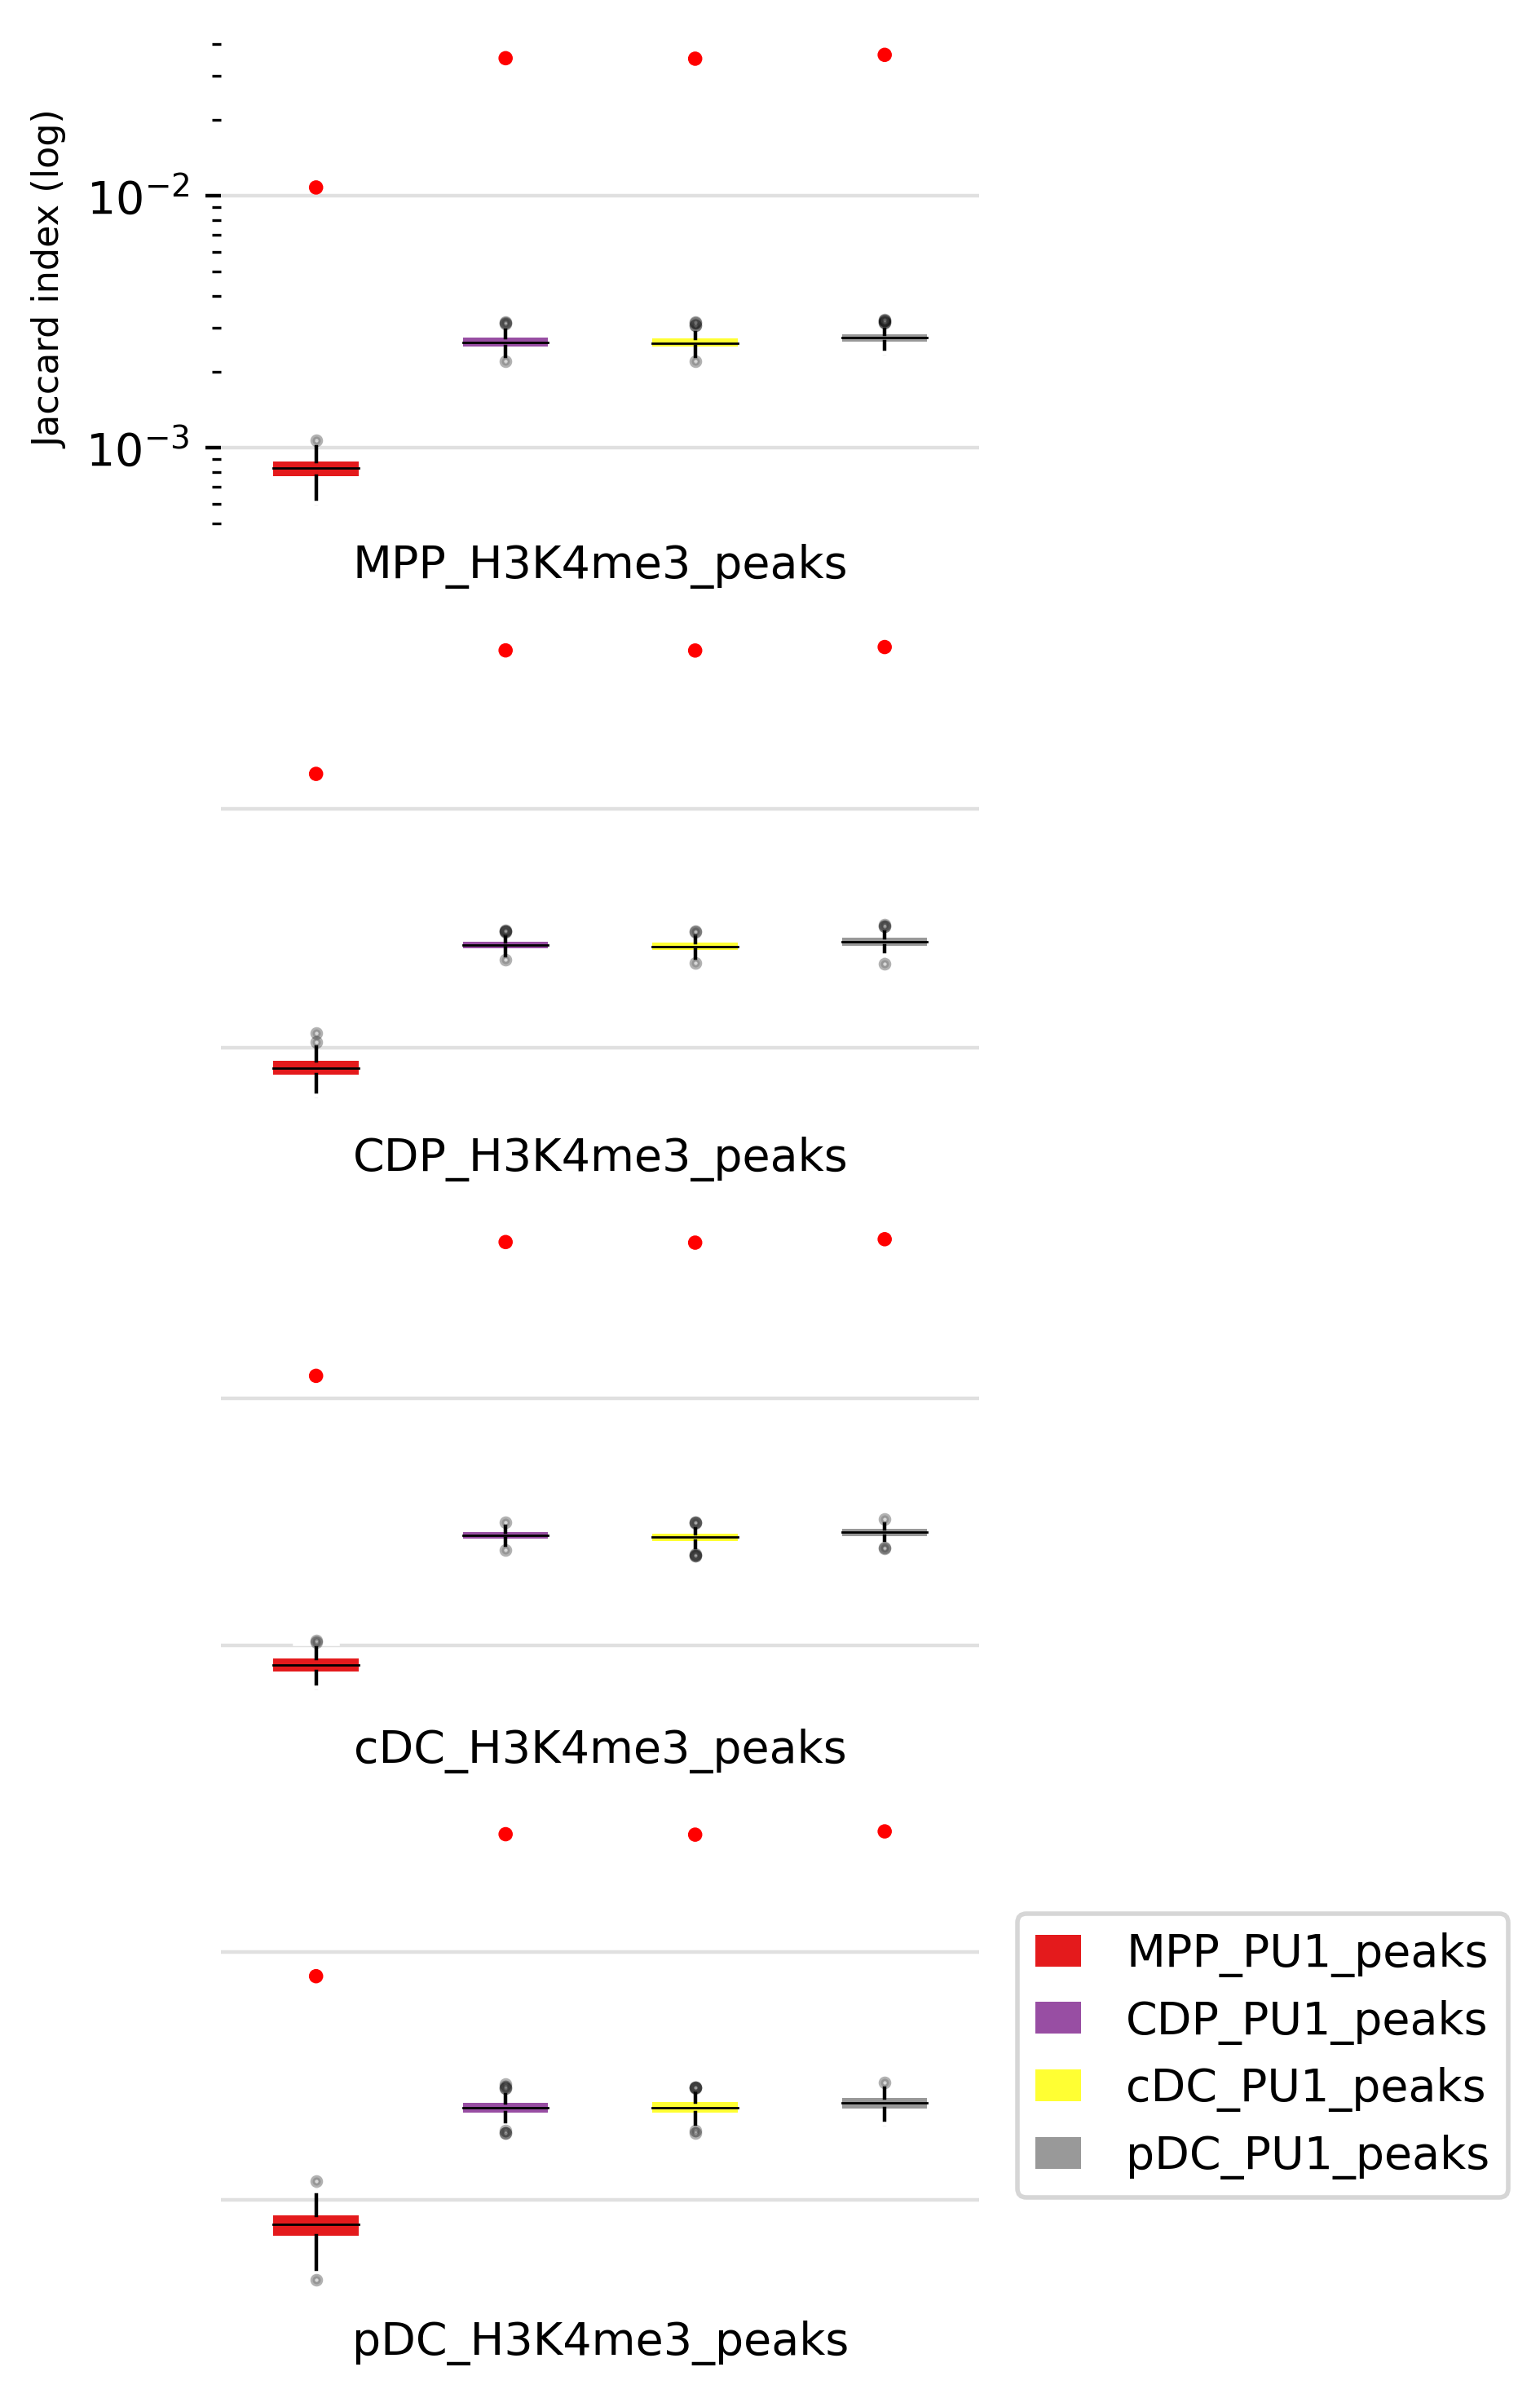 Jaccard index (log)
10⁻²
10⁻³
MPP_H3K4me3_peaks
CDP_H3K4me3_peaks
cDC_H3K4me3_peaks
MPP_PU1_peaks
CDP_PU1_peaks
cDC_PU1_peaks
pDC_PU1_peaks
pDC_H3K4me3_peaks